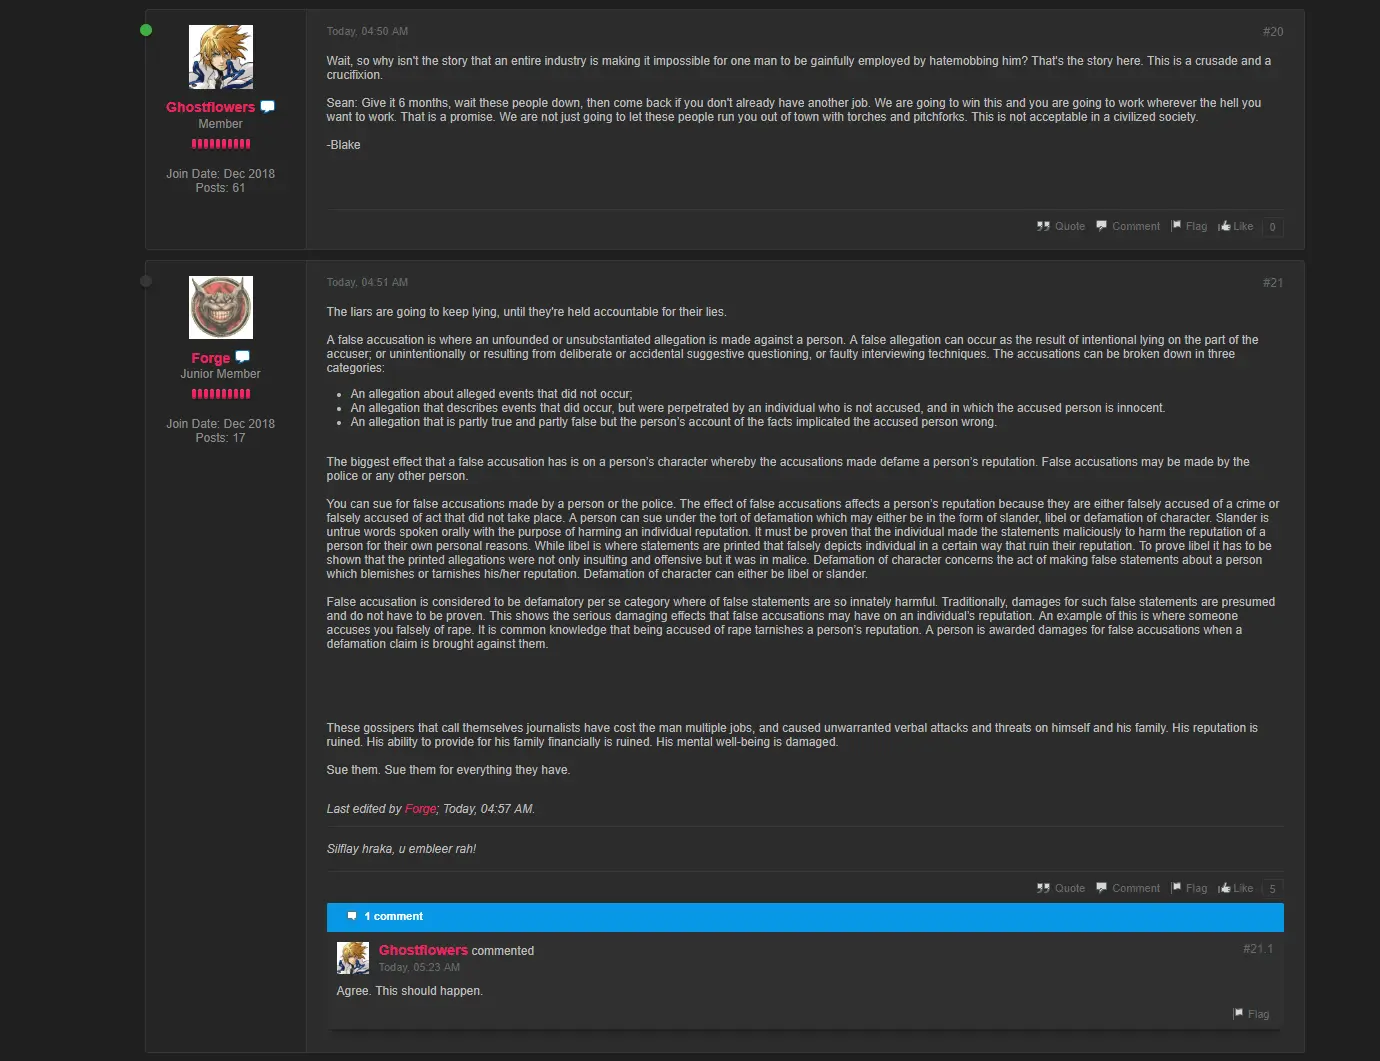 Today, 04:50 AM
#20
Ghostflowers
Member
Join Date: Dec 2018
Posts: 61
Wait, so why isn't the story that an entire industry is making it impossible for one man to be gainfully employed by hatemobbing him? That's the story here. This is a crusade and a
crucifixion.
Sean: Give it 6 months, wait these people down, then come back if you don't already have another job. We are going to win this and you are going to work wherever the hell you
want to work. That is a promise. We are not just going to let these people run you out of town with torches and pitchforks. This is not acceptable in a civilized society.
-Blake
Quote Comment Flag Like 0
Today, 04:51 AM
#21
Forge
Junior Member
Join Date: Dec 2018
Posts: 17
The liars are going to keep lying, until they're held accountable for their lies.
A false accusation is where an unfounded or unsubstantiated allegation is made against a person. A false allegation can occur as the result of intentional lying on the part of the
accuser; or unintentionally or resulting from deliberate or accidental suggestive questioning, or faulty interviewing techniques. The accusations can be broken down in three
categories:
• An allegation about alleged events that did not occur;
• An allegation that describes events that did occur, but were perpetrated by an individual who is not accused, and in which the accused person is innocent.
• An allegation that is partly true and partly false but the person's account of the facts implicated the accused person wrong.
The biggest effect that a false accusation has is on a person's character whereby the accusations made defame a person's reputation. False accusations may be made by the
police or any other person.
You can sue for false accusations made by a person or the police. The effect of false accusations affects a person's reputation because they are either falsely accused of a crime or
falsely accused of act that did not take place. A person can sue under the tort of defamation which may either be in the form of slander, libel or defamation of character. Slander is
untrue words spoken orally with the purpose of harming an individual reputation. It must be proven that the individual made the statements maliciously to harm the reputation of a
person for their own personal reasons. While libel is where statements are printed that falsely depicts individual in a certain way that ruin their reputation. To prove libel it has to be
shown that the printed allegations were not only insulting and offensive but it was in malice. Defamation of character concerns the act of making false statements about a person
which blemishes or tarnishes his/her reputation. Defamation of character can either be libel or slander.
False accusation is considered to be defamatory per se category where of false statements are so innately harmful. Traditionally, damages for such false statements are presumed
and do not have to be proven. This shows the serious damaging effects that false accusations may have on an individual's reputation. An example of this is where someone
accuses you falsely of rape. It is common knowledge that being accused of rape tarnishes a person's reputation. A person is awarded damages for false accusations when a
defamation claim is brought against them.
These gossipers that call themselves journalists have cost the man multiple jobs, and caused unwarranted verbal attacks and threats on himself and his family. His reputation is
ruined. His ability to provide for his family financially is ruined. His mental well-being is damaged.
Sue them. Sue them for everything they have.
Last edited by Forge; Today, 04:57 AM.
Silflay hraka, u embleer rah!
Quote Comment Flag Like 5
1 comment
Ghostflowers commented
#21.1
Today, 05:23 AM
Agree. This should happen.
Flag